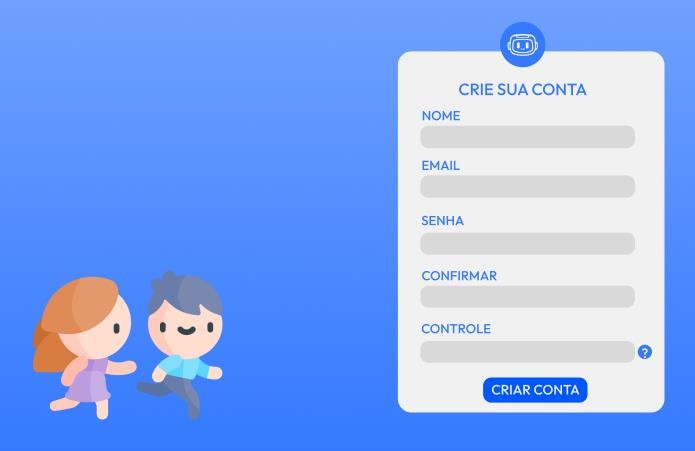 CRIE SUA CONTA
NOME
EMAIL
SENHA
CONFIRMAR
CONTROLE
?
CRIAR CONTA